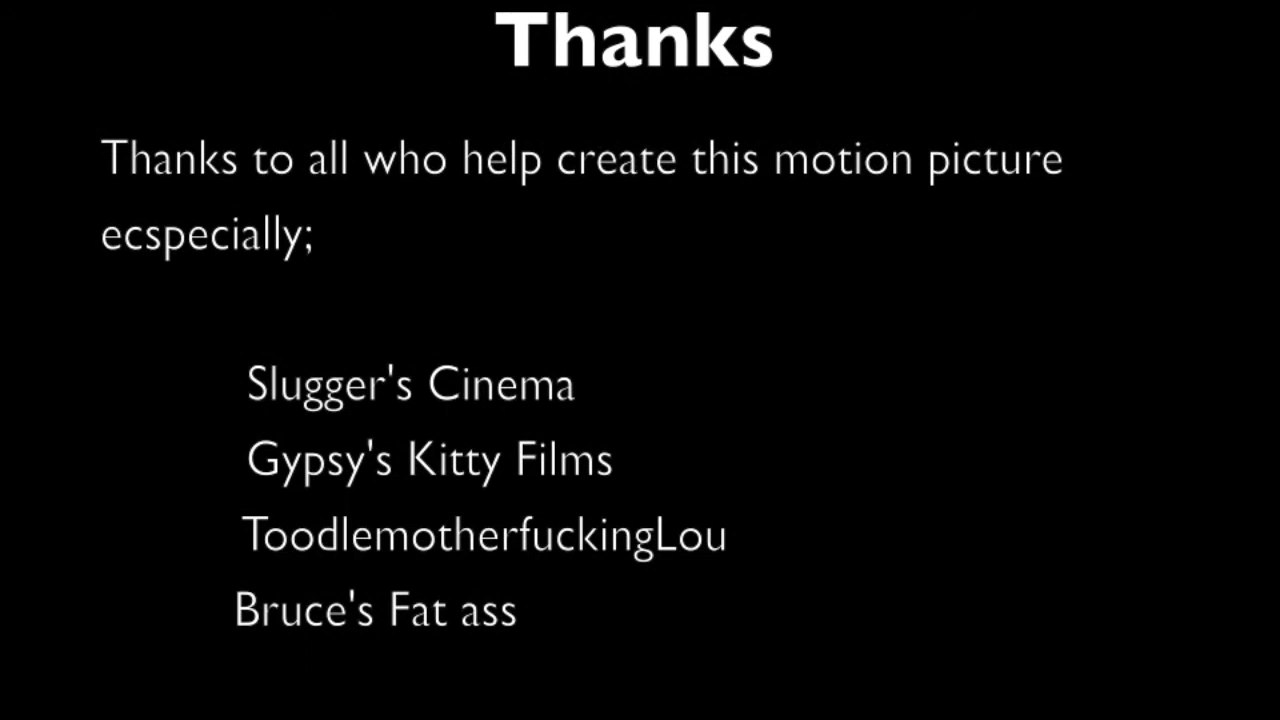 Thanks
Thanks to all who help create this motion picture
ecspecially;
Slugger's Cinema
Gypsy's Kitty Films
ToodlemotherfuckingLou
Bruce's Fat ass